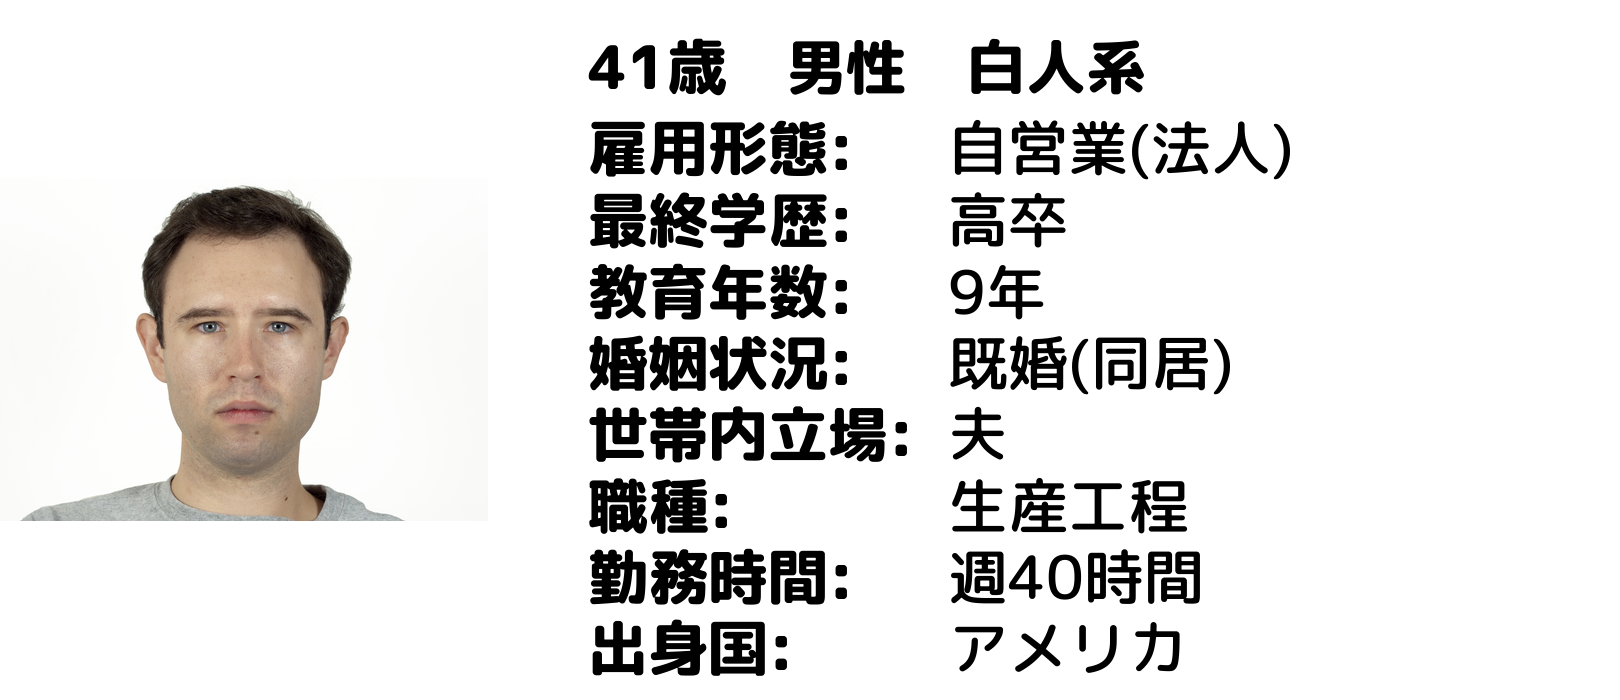 41歳　男性　白人系
雇用形態: 自営業(法人)
最終学歴: 高卒
教育年数: 9年
婚姻状況: 既婚(同居)
世帯内立場: 夫
職種: 生産工程
勤務時間: 週40時間
出身国: アメリカ